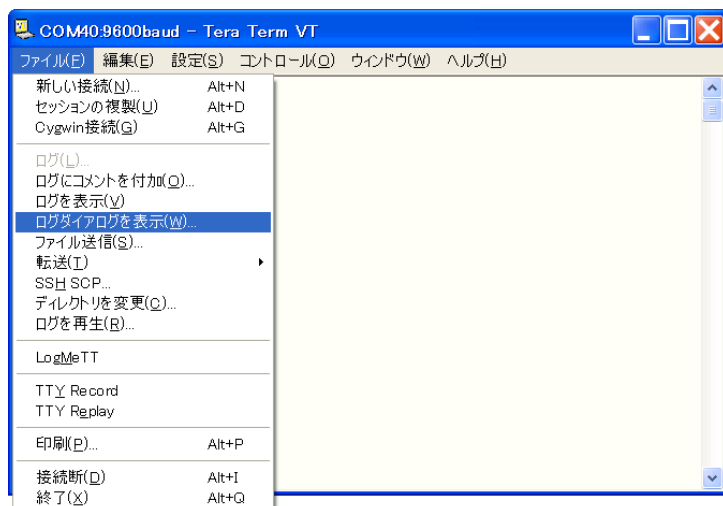 COM40:9600baud - Tera Term VT
ファイル(F) 編集(E) 設定(S) コントロール(O) ウィンドウ(W) ヘルプ(H)
新しい接続(N)... Alt+N
セッションの複製(U) Alt+D
Cygwin接続(G) Alt+G
ログ(L)...
ログにコメントを付加(O)...
ログを表示(V)
ログダイアログを表示(W)...
ファイル送信(S)...
転送(T)
SSH SCP...
ディレクトリを変更(C)...
ログを再生(R)...
LogMeTT
TTY Record
TTY Replay
印刷(P)... Alt+P
接続断(D) Alt+I
終了(X) Alt+Q